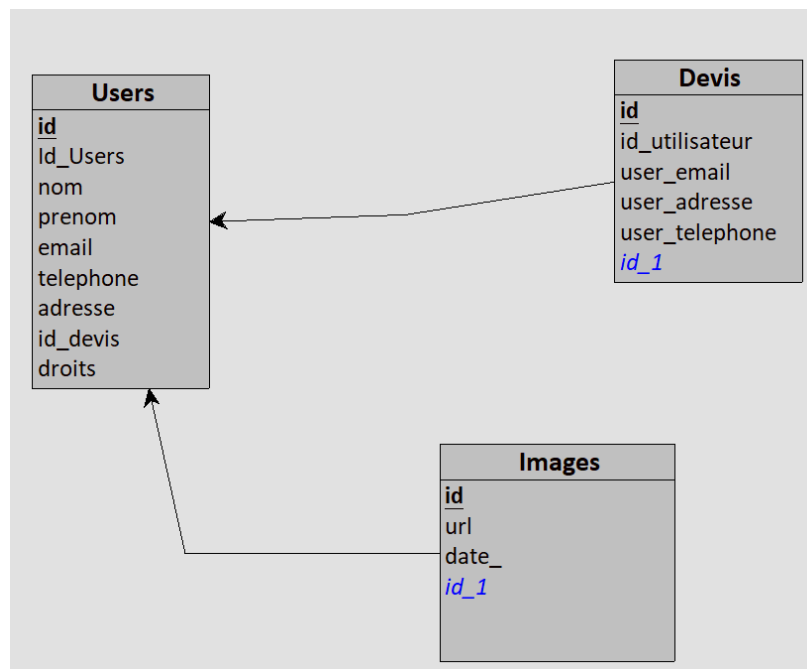 Users
id
Id_Users
nom
prenom
email
telephone
adresse
id_devis
droits
Devis
id
id_utilisateur
user_email
user_adresse
user_telephone
id_1
Images
id
url
date_
id_1